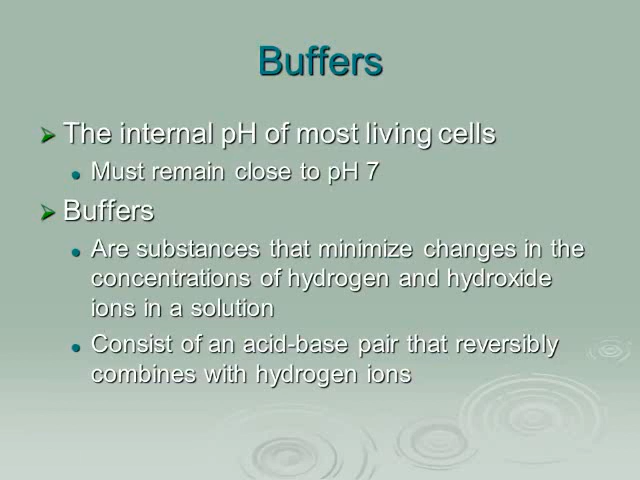 Buffers
The internal pH of most living cells
Must remain close to pH 7
Buffers
Are substances that minimize changes in the
concentrations of hydrogen and hydroxide
ions in a solution
Consist of an acid-base pair that reversibly
combines with hydrogen ions